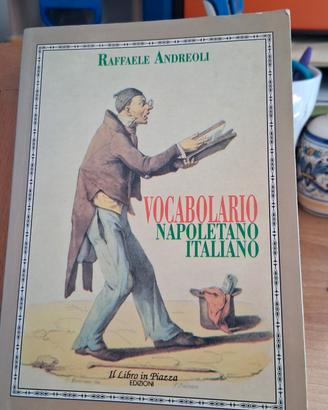 RAFFAELE ANDREOLI
VOCABOLARIO
NAPOLETANO
ITALIANO
Il Libro in Piazza
EDIZIONI